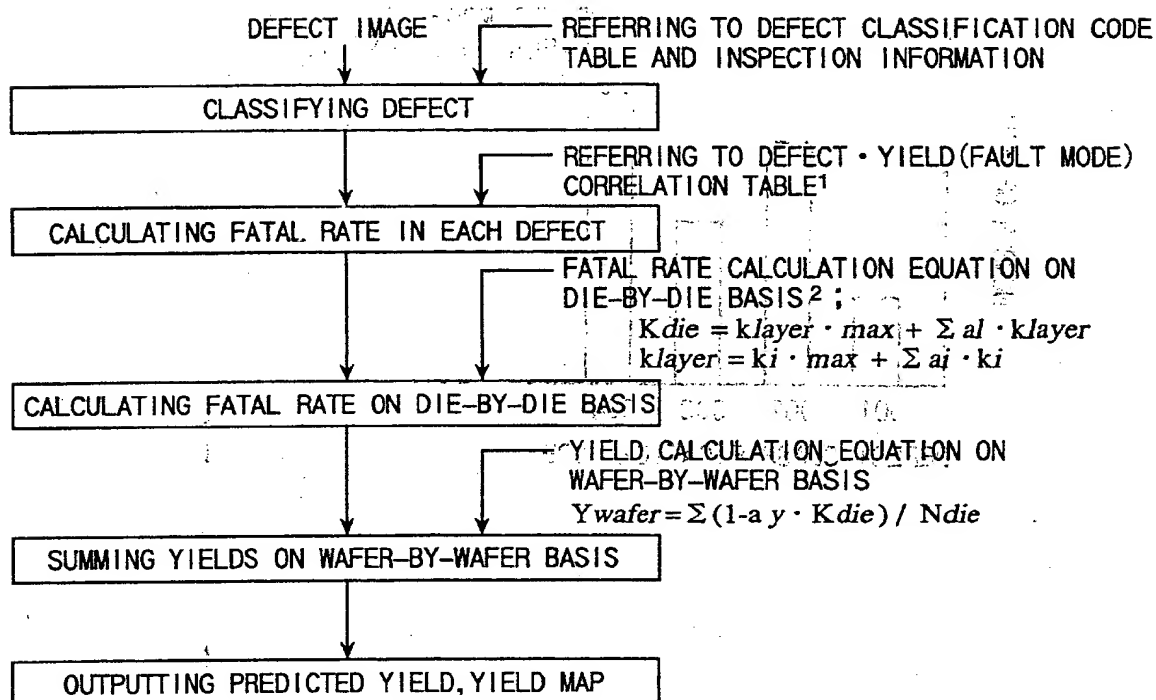 DEFECT IMAGE
REFERRING TO DEFECT CLASSIFICATION CODE
TABLE AND INSPECTION INFORMATION
CLASSIFYING DEFECT
REFERRING TO DEFECT・YIELD(FAULT MODE)
CORRELATION TABLE¹
CALCULATING FATAL RATE IN EACH DEFECT
FATAL RATE CALCULATION EQUATION ON
DIE–BY–DIE BASIS² ;
Kdie = klayer・max + Σ al・klayer
klayer = ki・max + Σ ai・ki
CALCULATING FATAL RATE ON DIE–BY–DIE BASIS
YIELD CALCULATION EQUATION ON
WAFER–BY–WAFER BASIS
Ywafer=Σ(1-a y・Kdie) / Ndie
SUMMING YIELDS ON WAFER–BY–WAFER BASIS
OUTPUTTING PREDICTED YIELD, YIELD MAP